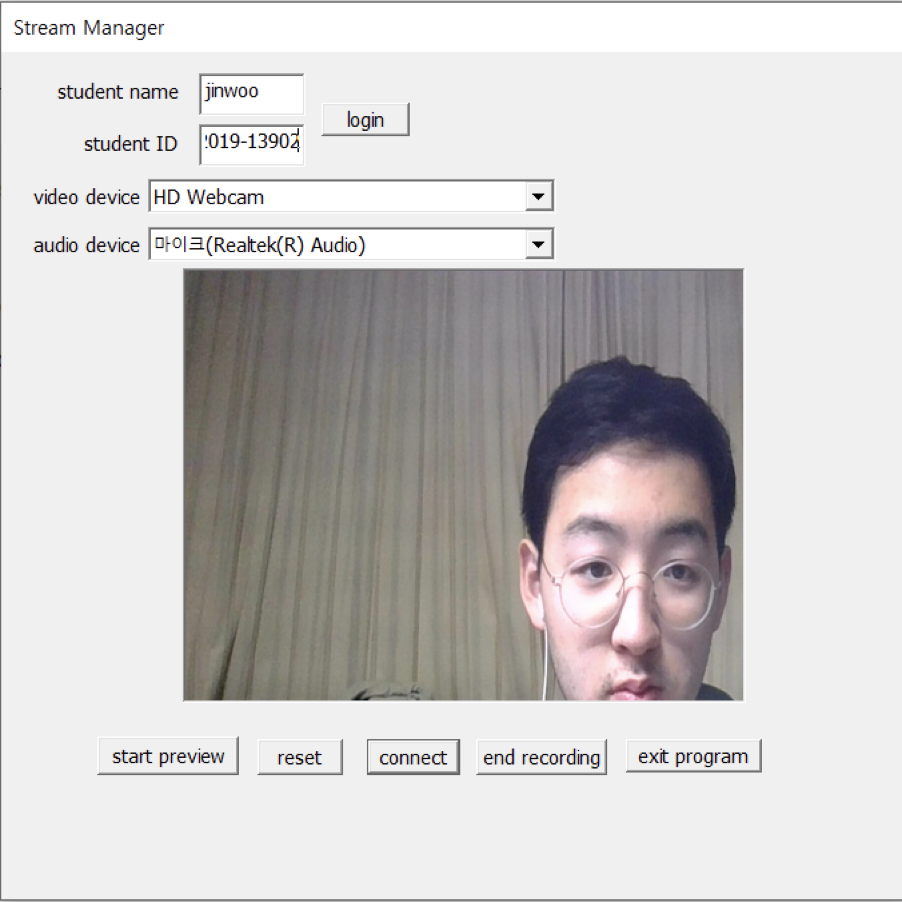 Stream Manager
student name jinwoo
login
student ID 2019-13902
video device HD Webcam
audio device 마이크(Realtek(R) Audio)
start preview reset connect end recording exit program